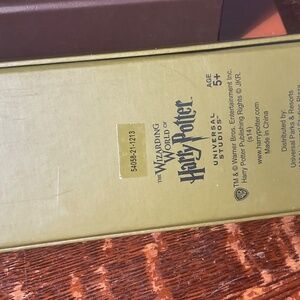 54058-21-1213
THE WIZARDING
WORLD OF
Harry Potter
UNIVERSAL
STUDIOS
AGE
5+
TM & © Warner Bros. Entertainment Inc.
Harry Potter Publishing Rights © JKR.
(s14)
www.harrypotter.com
Made in China
Distributed by:
Universal Parks & Resorts